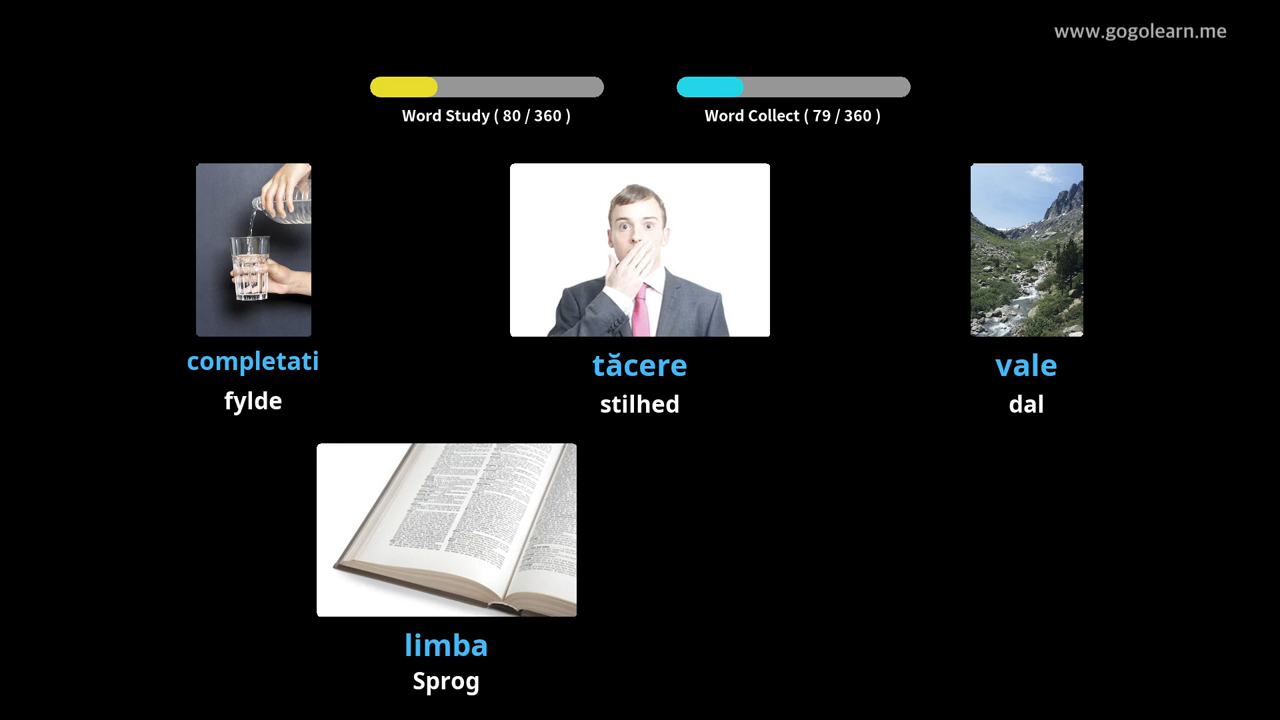 www.gogolearn.me
Word Study ( 80 / 360 )
Word Collect ( 79 / 360 )
completati
fylde
tăcere
stilhed
vale
dal
limba
Sprog